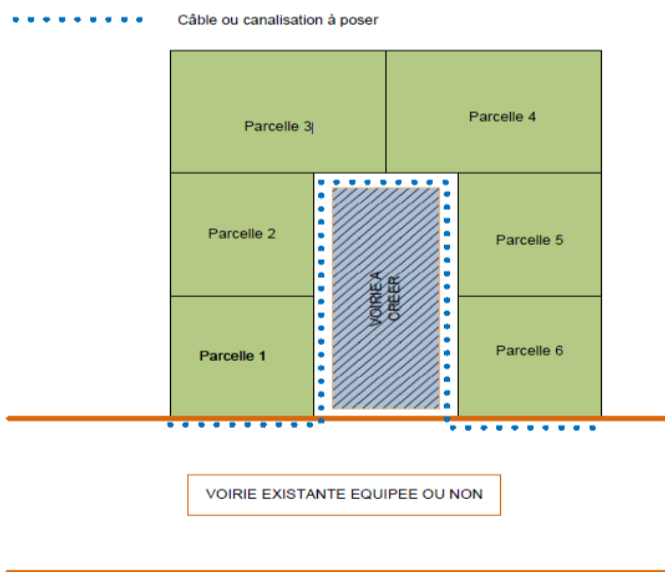 Câble ou canalisation à poser
Parcelle 3
Parcelle 4
Parcelle 2
Parcelle 5
VOIRIE A
CREER
Parcelle 1
Parcelle 6
VOIRIE EXISTANTE EQUIPEE OU NON